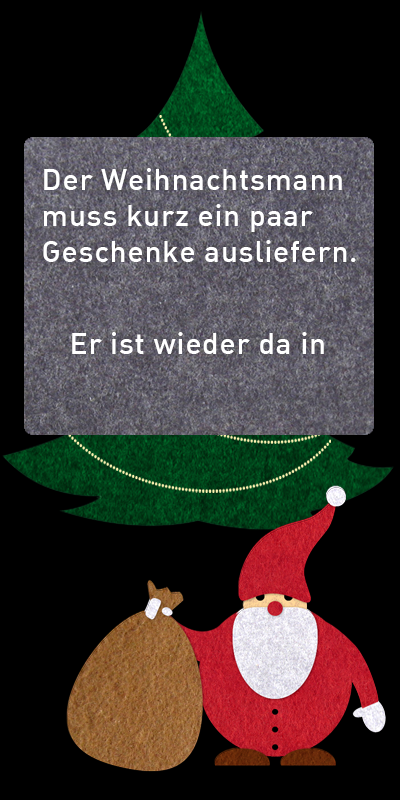 Der Weihnachtsmann
muss kurz ein paar
Geschenke ausliefern.
Er ist wieder da in